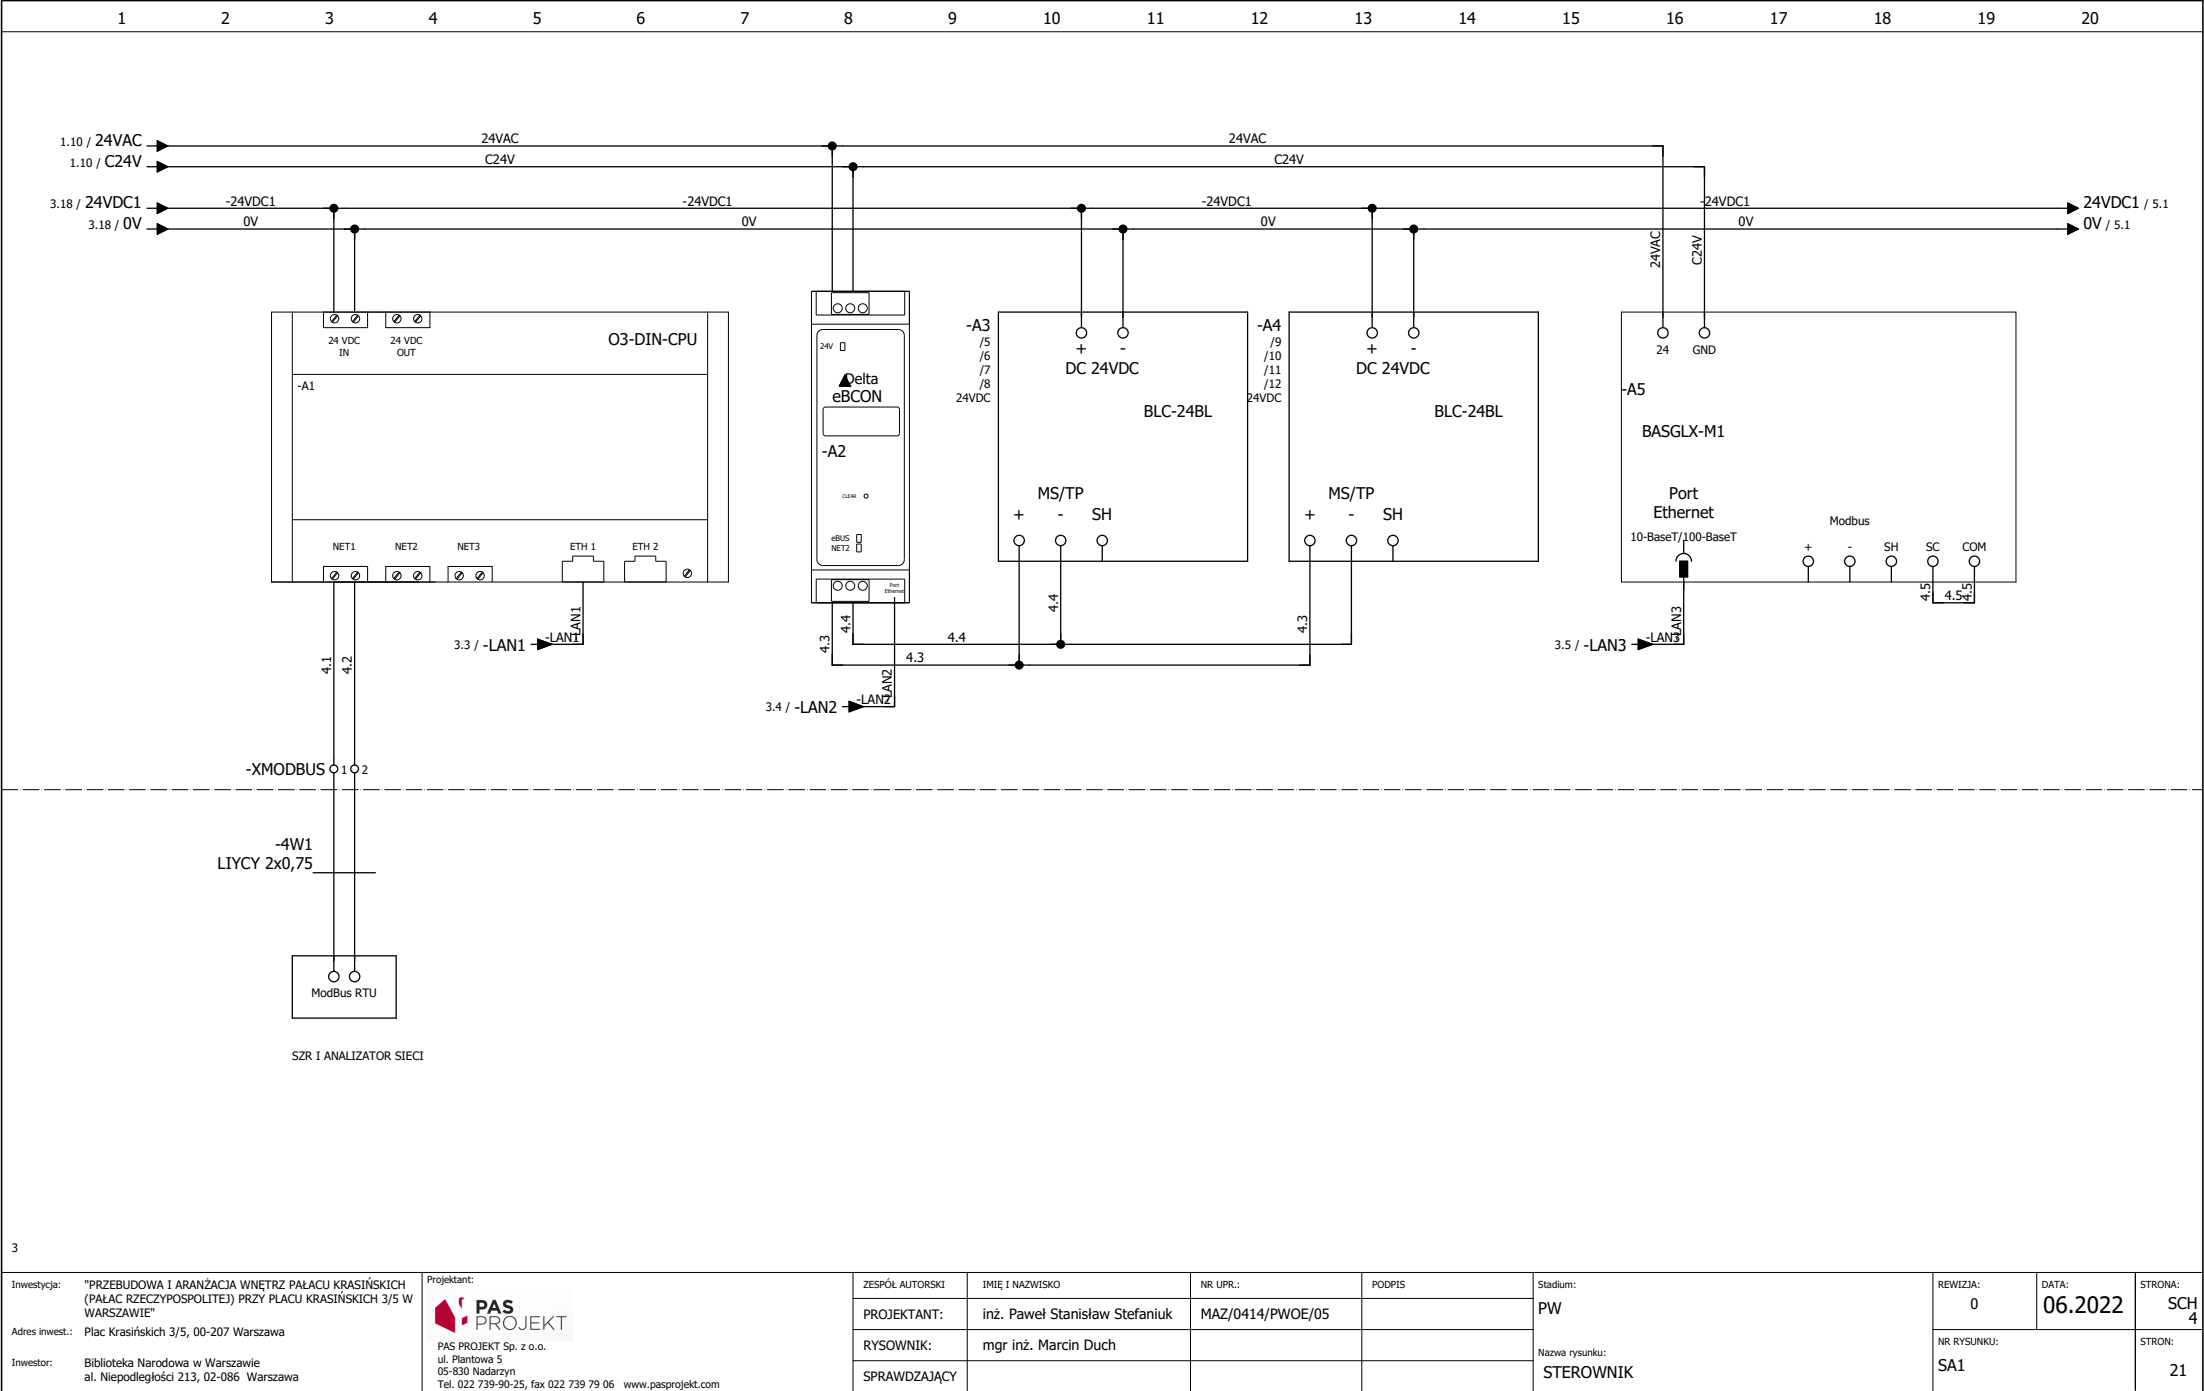 1 2 3 4 5 6 7 8 9 10 11 12 13 14 15 16 17 18 19 20
1.10 / 24VAC 24VAC 24VAC
1.10 / C24V C24V C24V
3.18 / 24VDC1 -24VDC1 -24VDC1 -24VDC1 -24VDC1 24VDC1 / 5.1
3.18 / 0V 0V 0V 0V 0V 0V / 5.1
24VAC C24V
24 VDC
IN
24 VDC
OUT
O3-DIN-CPU
-A1
NET1 NET2 NET3 ETH 1 ETH 2
24V
Delta
eBCON
-A2
CLEAR
eBUS
NET2
Port
Ethernet
-A3
/5
/6
/7
/8
24VDC
+ -
DC 24VDC
BLC-24BL
MS/TP
+ - SH
-A4
/9
/10
/11
/12
24VDC
+ -
DC 24VDC
BLC-24BL
MS/TP
+ - SH
24 GND
-A5
BASGLX-M1
Port
Ethernet
10-BaseT/100-BaseT
Modbus
+ - SH SC COM
4.5 4.5 4.5
4.1 4.2
LAN1
3.3 / -LAN1 -LAN1
4.3 4.4 4.4 4.3
4.4
4.3
LAN2
3.4 / -LAN2 -LAN2
LAN3
3.5 / -LAN3 -LAN3
-XMODBUS 1 2
-4W1
LIYCY 2x0,75
ModBus RTU
SZR I ANALIZATOR SIECI
3
Inwestycja: "PRZEBUDOWA I ARANŻACJA WNĘTRZ PAŁACU KRASIŃSKICH
(PAŁAC RZECZYPOSPOLITEJ) PRZY PLACU KRASIŃSKICH 3/5 W
WARSZAWIE"
Adres inwest.: Plac Krasińskich 3/5, 00-207 Warszawa
Inwestor: Biblioteka Narodowa w Warszawie
al. Niepodległości 213, 02-086 Warszawa
Projektant:
PAS
PROJEKT
PAS PROJEKT Sp. z o.o.
ul. Plantowa 5
05-830 Nadarzyn
Tel. 022 739-90-25, fax 022 739 79 06 www.pasprojekt.com
ZESPÓŁ AUTORSKI IMIĘ I NAZWISKO NR UPR.: PODPIS
PROJEKTANT: inż. Paweł Stanisław Stefaniuk MAZ/0414/PWOE/05
RYSOWNIK: mgr inż. Marcin Duch
SPRAWDZAJĄCY
Stadium:
PW
Nazwa rysunku:
STEROWNIK
REWIZJA:
0
DATA:
06.2022
STRONA:
SCH
4
NR RYSUNKU:
SA1
STRON:
21